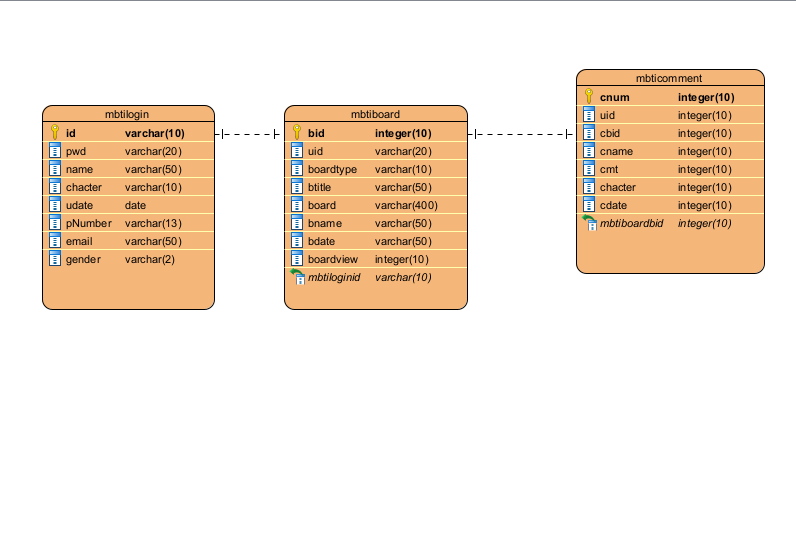 mbtilogin
id varchar(10)
pwd varchar(20)
name varchar(50)
chacter varchar(10)
udate date
pNumber varchar(13)
email varchar(50)
gender varchar(2)
mbtiboard
bid integer(10)
uid varchar(20)
boardtype varchar(10)
btitle varchar(50)
board varchar(400)
bname varchar(50)
bdate varchar(50)
boardview integer(10)
mbtiloginid varchar(10)
mbticomment
cnum integer(10)
uid integer(10)
cbid integer(10)
cname integer(10)
cmt integer(10)
chacter integer(10)
cdate integer(10)
mbtiboardbid integer(10)